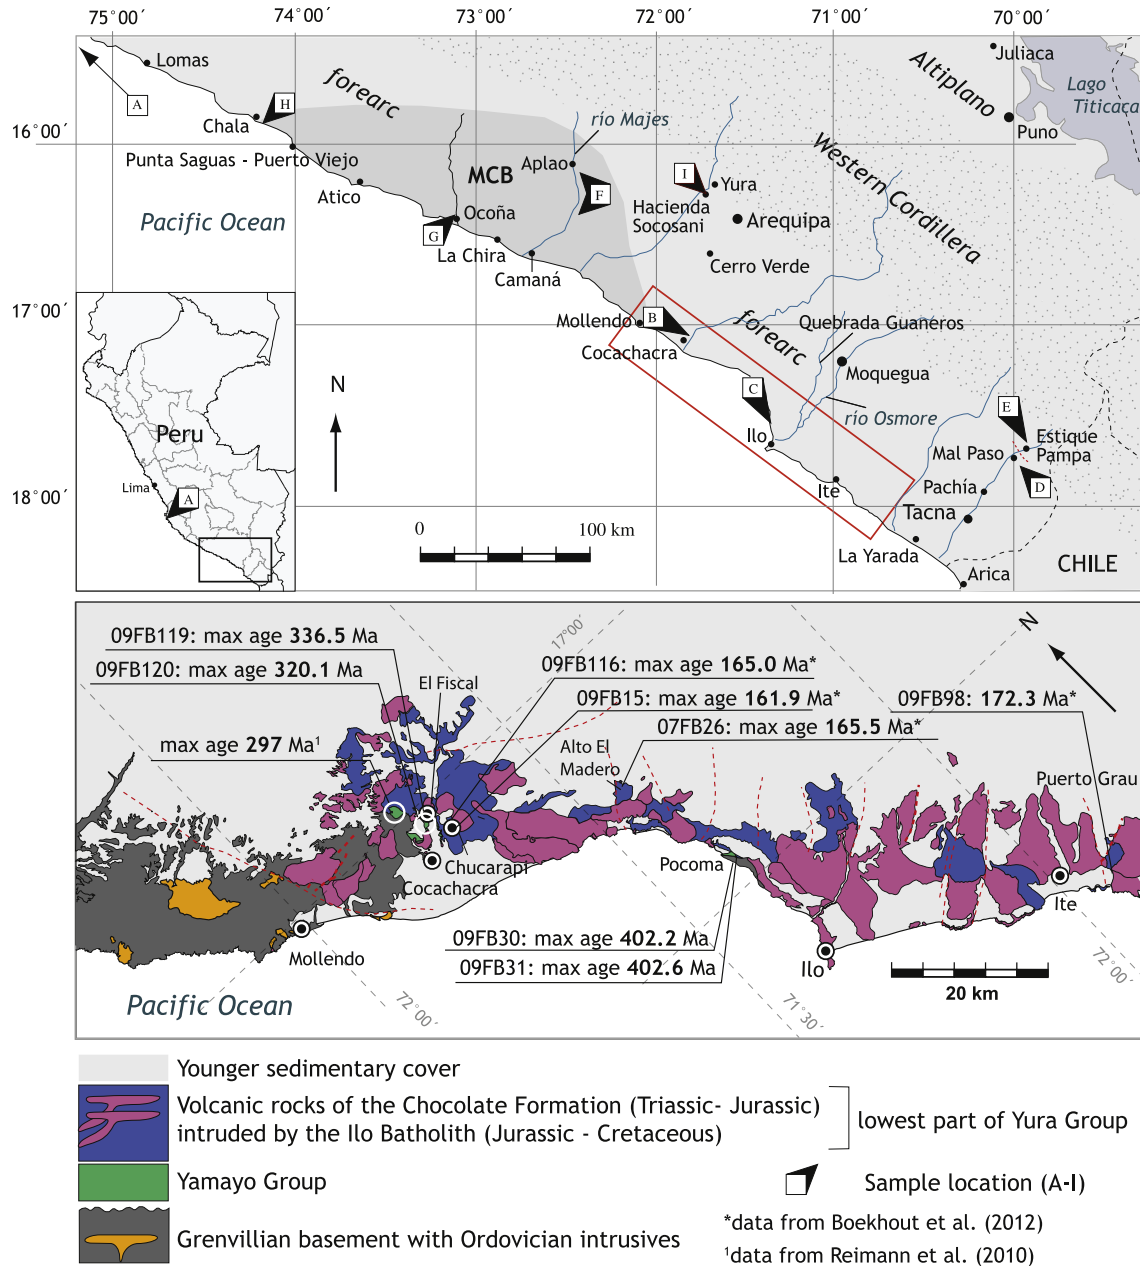 75°00´
74°00´
73°00´
72°00´
71°00´
70°00´
Lomas
Juliaca
forearc
Altiplano
Lago
Titicaca
A
H
Chala
río Majes
Puno
16°00´
Punta Saguas - Puerto Viejo
Western Cordillera
MCB
Aplao
I
Yura
Atico
F
Hacienda
Socosani
Arequipa
Pacific Ocean
Ocoña
G
La Chira
Cerro Verde
Camaná
17°00´
Mollendo
B
forearc
Quebrada Guaneros
Cocachacra
Moquegua
N
C
E
Peru
río Osmore
Ilo
Estique
Pampa
Mal Paso
Lima
A
18°00´
Ite
Pachía
D
Tacna
0
100 km
La Yarada
CHILE
Arica
09FB119: max age 336.5 Ma
17°00´
N
09FB120: max age 320.1 Ma
09FB116: max age 165.0 Ma*
El Fiscal
09FB15: max age 161.9 Ma*
09FB98: 172.3 Ma*
07FB26: max age 165.5 Ma*
max age 297 Ma¹
Alto El
Madero
Puerto Grau
Pocoma
Chucarapi
Cocachacra
Ite
Mollendo
09FB30: max age 402.2 Ma
09FB31: max age 402.6 Ma
Ilo
20 km
Pacific Ocean
72°00´
71°30´
72°00´
Younger sedimentary cover
Volcanic rocks of the Chocolate Formation (Triassic- Jurassic)
intruded by the Ilo Batholith (Jurassic - Cretaceous)
lowest part of Yura Group
Yamayo Group
Sample location (A-I)
Grenvillian basement with Ordovician intrusives
*data from Boekhout et al. (2012)
¹data from Reimann et al. (2010)